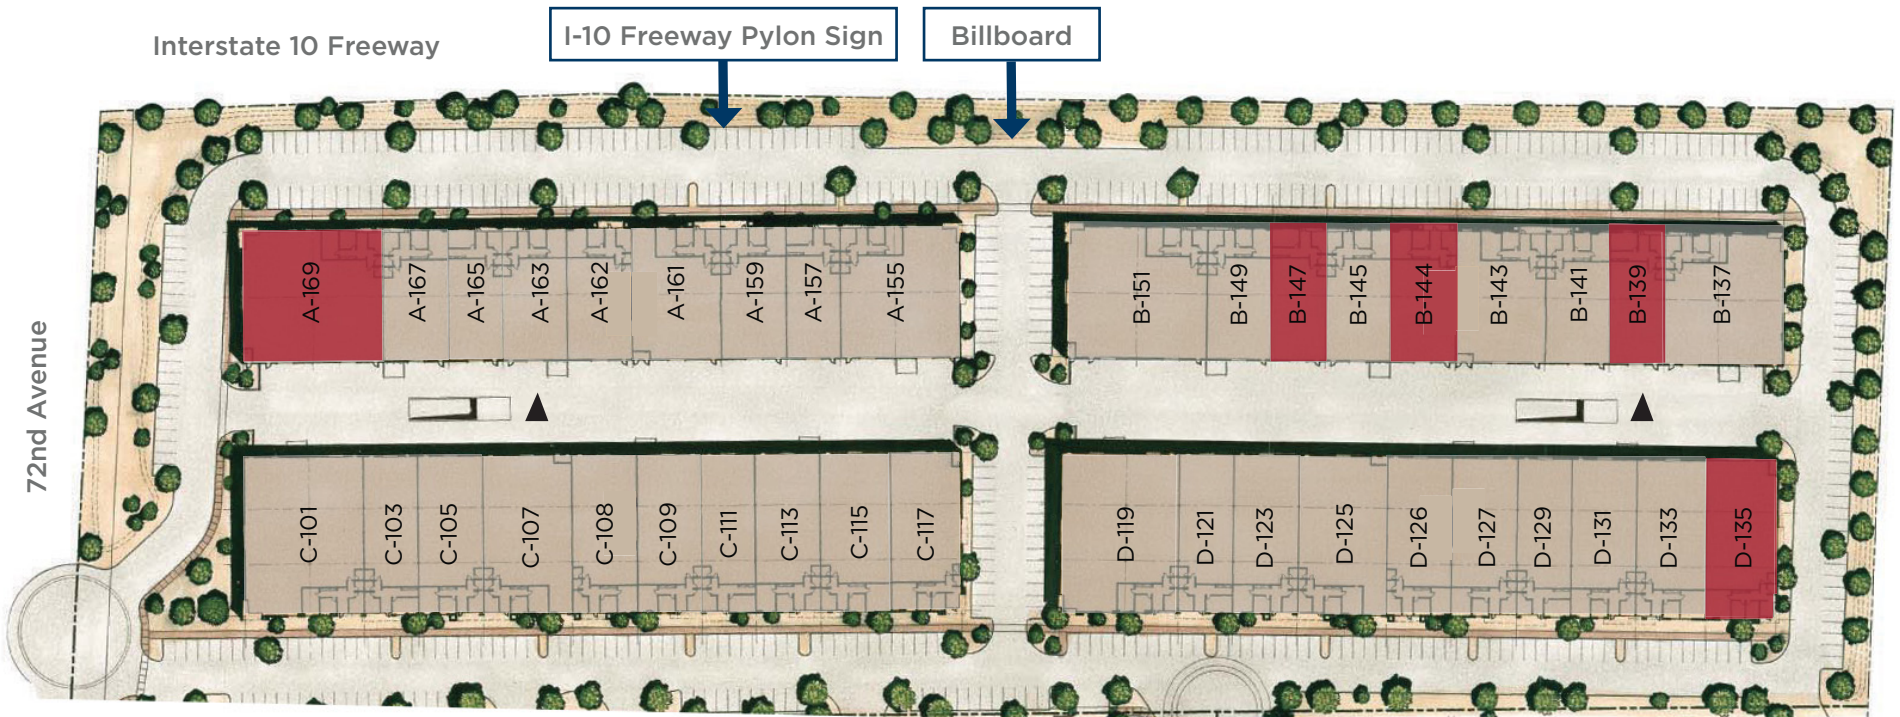 Interstate 10 Freeway
I-10 Freeway Pylon Sign
Billboard
72nd Avenue
A-169
A-167
A-165
A-163
A-162
A-161
A-159
A-157
A-155
B-151
B-149
B-147
B-145
B-144
B-143
B-141
B-139
B-137
C-101
C-103
C-105
C-107
C-108
C-109
C-111
C-113
C-115
C-117
D-119
D-121
D-123
D-125
D-126
D-127
D-129
D-131
D-133
D-135